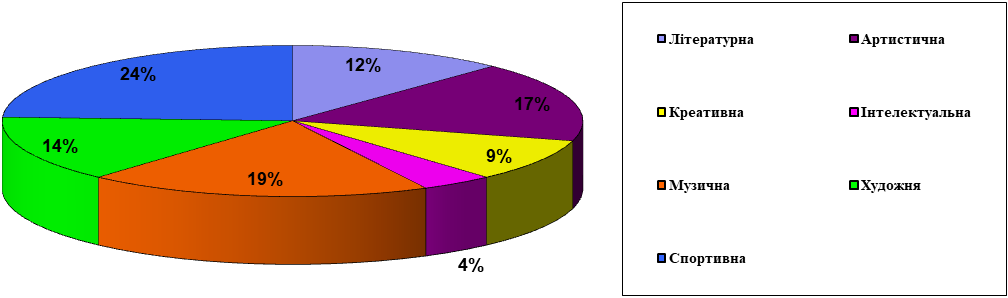 24%
12%
17%
14%
19%
9%
4%
Літературна
Артистична
Креативна
Інтелектуальна
Музична
Художня
Спортивна